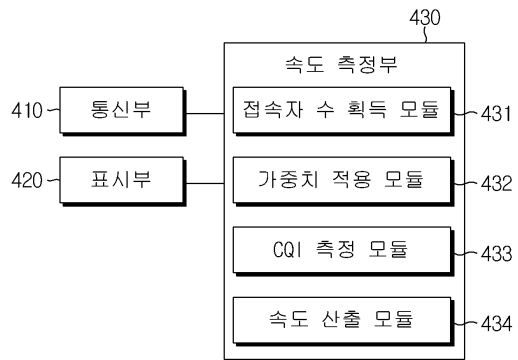 430
속도 측정부
410 통신부
접속자 수 획득 모듈 431
420 표시부
가중치 적용 모듈 432
CQI 측정 모듈 433
속도 산출 모듈 434